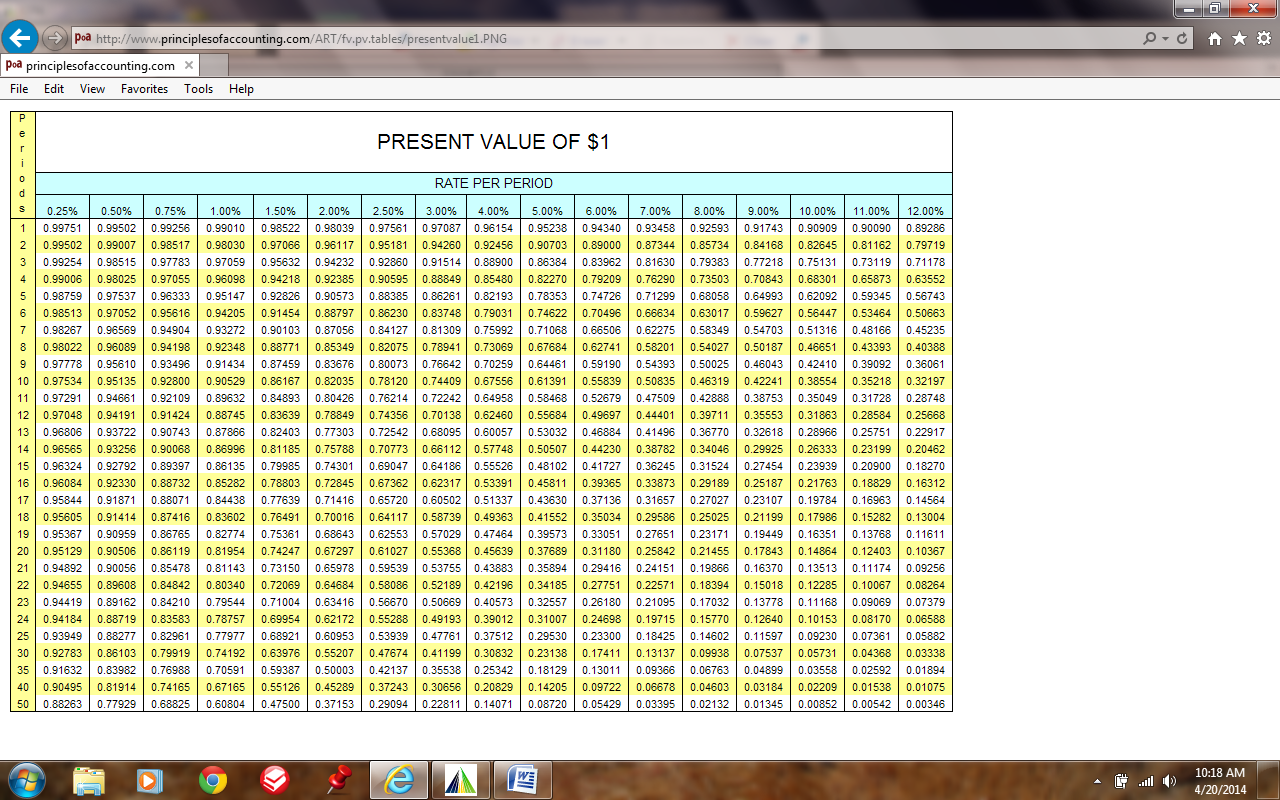 http://www.principlesofaccounting.com/ART/fv.pv.tables/presentvalue1.PNG
principlesofaccounting.com
File Edit View Favorites Tools Help
Periods
PRESENT VALUE OF $1
RATE PER PERIOD
0.25% 0.50% 0.75% 1.00% 1.50% 2.00% 2.50% 3.00% 4.00% 5.00% 6.00% 7.00% 8.00% 9.00% 10.00% 11.00% 12.00%
1 0.99751 0.99502 0.99256 0.99010 0.98522 0.98039 0.97561 0.97087 0.96154 0.95238 0.94340 0.93458 0.92593 0.91743 0.90909 0.90090 0.89286
2 0.99502 0.99007 0.98517 0.98030 0.97066 0.96117 0.95181 0.94260 0.92456 0.90703 0.89000 0.87344 0.85734 0.84168 0.82645 0.81162 0.79719
3 0.99254 0.98515 0.97783 0.97059 0.95632 0.94232 0.92860 0.91514 0.88900 0.86384 0.83962 0.81630 0.79383 0.77218 0.75131 0.73119 0.71178
4 0.99006 0.98025 0.97055 0.96098 0.94218 0.92385 0.90595 0.88849 0.85480 0.82270 0.79209 0.76290 0.73503 0.70843 0.68301 0.65873 0.63552
5 0.98759 0.97537 0.96333 0.95147 0.92826 0.90573 0.88385 0.86261 0.82193 0.78353 0.74726 0.71299 0.68058 0.64993 0.62092 0.59345 0.56743
6 0.98513 0.97052 0.95616 0.94205 0.91454 0.88797 0.86230 0.83748 0.79031 0.74622 0.70496 0.66634 0.63017 0.59627 0.56447 0.53464 0.50663
7 0.98267 0.96569 0.94904 0.93272 0.90103 0.87056 0.84127 0.81309 0.75992 0.71068 0.66506 0.62275 0.58349 0.54703 0.51316 0.48166 0.45235
8 0.98022 0.96089 0.94198 0.92348 0.88771 0.85349 0.82075 0.78941 0.73069 0.67684 0.62741 0.58201 0.54027 0.50187 0.46651 0.43393 0.40388
9 0.97778 0.95610 0.93496 0.91434 0.87459 0.83676 0.80073 0.76642 0.70259 0.64461 0.59190 0.54393 0.50025 0.46043 0.42410 0.39092 0.36061
10 0.97534 0.95135 0.92800 0.90529 0.86167 0.82035 0.78120 0.74409 0.67556 0.61391 0.55839 0.50835 0.46319 0.42241 0.38554 0.35218 0.32197
11 0.97291 0.94661 0.92109 0.89632 0.84893 0.80426 0.76214 0.72242 0.64958 0.58468 0.52679 0.47509 0.42888 0.38753 0.35049 0.31728 0.28748
12 0.97048 0.94191 0.91424 0.88745 0.83639 0.78849 0.74356 0.70138 0.62460 0.55684 0.49697 0.44401 0.39711 0.35553 0.31863 0.28584 0.25668
13 0.96806 0.93722 0.90743 0.87866 0.82403 0.77303 0.72542 0.68095 0.60057 0.53032 0.46884 0.41496 0.36770 0.32618 0.28966 0.25751 0.22917
14 0.96565 0.93256 0.90068 0.86996 0.81185 0.75788 0.70773 0.66112 0.57748 0.50507 0.44230 0.38782 0.34046 0.29925 0.26333 0.23199 0.20462
15 0.96324 0.92792 0.89397 0.86135 0.79985 0.74301 0.69047 0.64186 0.55526 0.48102 0.41727 0.36245 0.31524 0.27454 0.23939 0.20900 0.18270
16 0.96084 0.92330 0.88732 0.85282 0.78803 0.72845 0.67362 0.62317 0.53391 0.45811 0.39365 0.33873 0.29189 0.25187 0.21763 0.18829 0.16312
17 0.95844 0.91871 0.88071 0.84438 0.77639 0.71416 0.65720 0.60502 0.51337 0.43630 0.37136 0.31657 0.27027 0.23107 0.19784 0.16963 0.14564
18 0.95605 0.91414 0.87416 0.83602 0.76491 0.70016 0.64117 0.58739 0.49363 0.41552 0.35034 0.29586 0.25025 0.21199 0.17986 0.15282 0.13004
19 0.95367 0.90959 0.86765 0.82774 0.75361 0.68643 0.62553 0.57029 0.47464 0.39573 0.33051 0.27651 0.23171 0.19449 0.16351 0.13768 0.11611
20 0.95129 0.90506 0.86119 0.81954 0.74247 0.67297 0.61027 0.55368 0.45639 0.37689 0.31180 0.25842 0.21455 0.17843 0.14864 0.12403 0.10367
21 0.94892 0.90056 0.85478 0.81143 0.73150 0.65978 0.59539 0.53755 0.43883 0.35894 0.29416 0.24151 0.19866 0.16370 0.13513 0.11174 0.09256
22 0.94655 0.89608 0.84842 0.80340 0.72069 0.64684 0.58086 0.52189 0.42196 0.34185 0.27751 0.22571 0.18394 0.15018 0.12285 0.10067 0.08264
23 0.94419 0.89162 0.84210 0.79544 0.71004 0.63416 0.56670 0.50669 0.40573 0.32557 0.26180 0.21095 0.17032 0.13778 0.11168 0.09069 0.07379
24 0.94184 0.88719 0.83583 0.78757 0.69954 0.62172 0.55288 0.49193 0.39012 0.31007 0.24698 0.19715 0.15770 0.12640 0.10153 0.08170 0.06588
25 0.93949 0.88277 0.82961 0.77977 0.68921 0.60953 0.53939 0.47761 0.37512 0.29530 0.23300 0.18425 0.14602 0.11597 0.09230 0.07361 0.05882
30 0.92783 0.86103 0.79919 0.74192 0.63976 0.55207 0.47674 0.41199 0.30832 0.23138 0.17411 0.13137 0.09938 0.07537 0.05731 0.04368 0.03338
35 0.91632 0.83982 0.76988 0.70591 0.59387 0.50003 0.42137 0.35538 0.25342 0.18129 0.13011 0.09366 0.06763 0.04899 0.03558 0.02592 0.01894
40 0.90495 0.81914 0.74165 0.67165 0.55126 0.45289 0.37243 0.30656 0.20829 0.14205 0.09722 0.06678 0.04603 0.03184 0.02209 0.01538 0.01075
50 0.88263 0.77929 0.68825 0.60804 0.47500 0.37153 0.29094 0.22811 0.14071 0.08720 0.05429 0.03395 0.02132 0.01345 0.00852 0.00542 0.00346
10:18 AM
4/20/2014